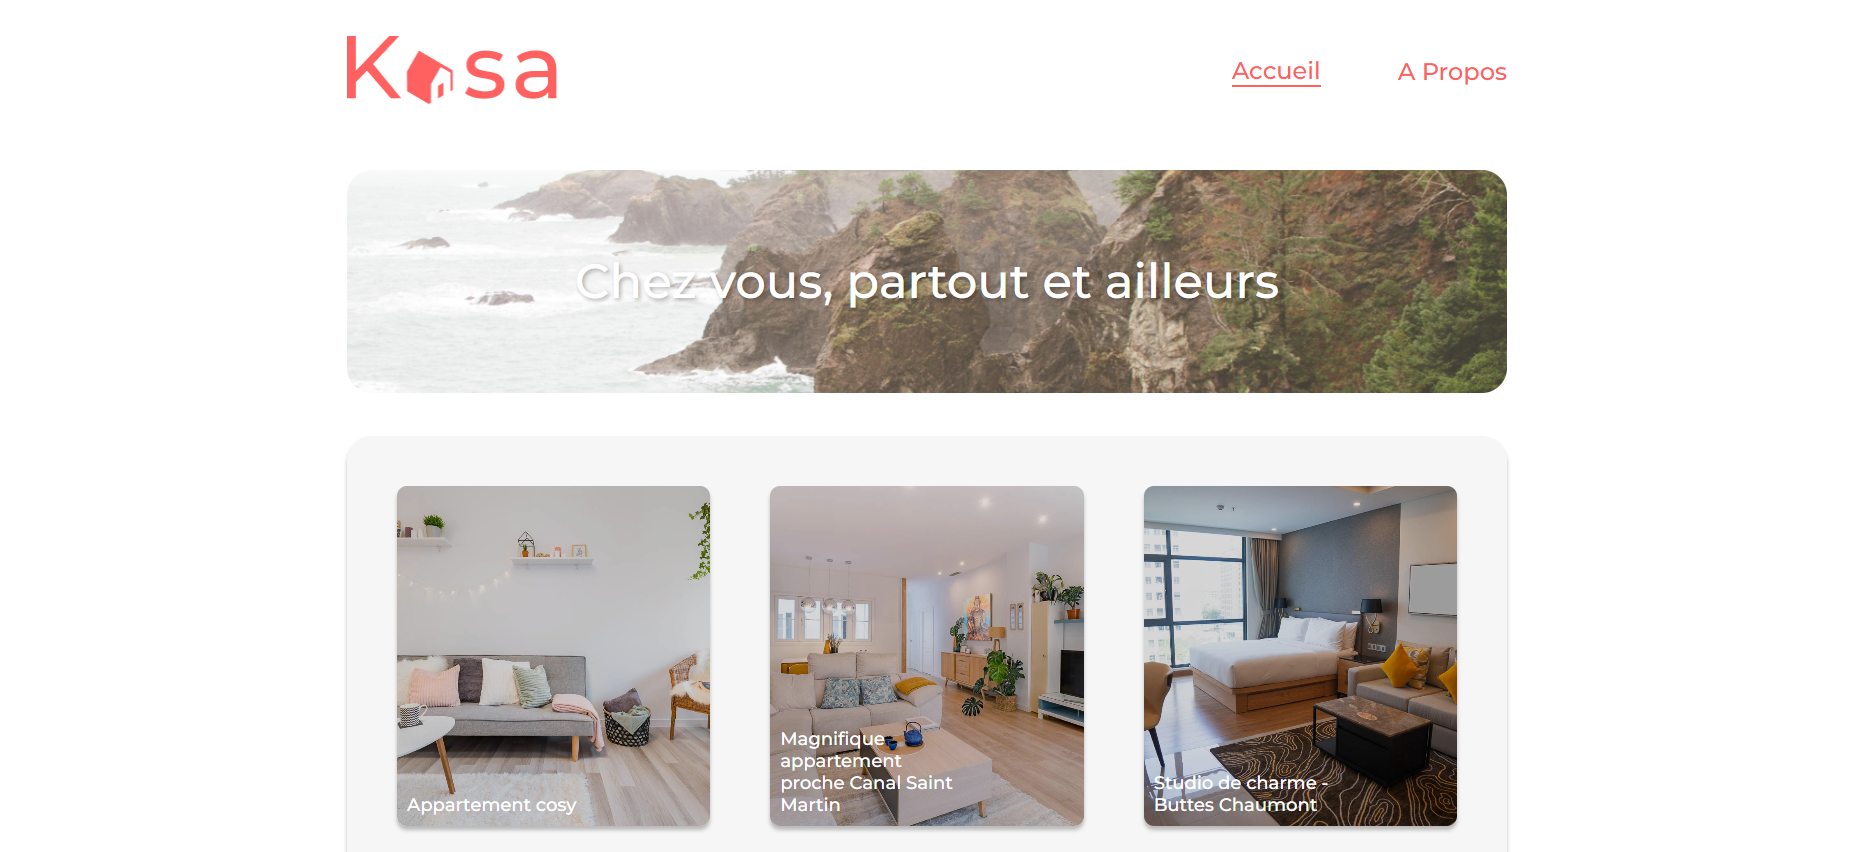 Kasa
Accueil
A Propos
Chez vous, partout et ailleurs
Appartement cosy
Magnifique
appartement
proche Canal Saint
Martin
Studio de charme -
Buttes Chaumont